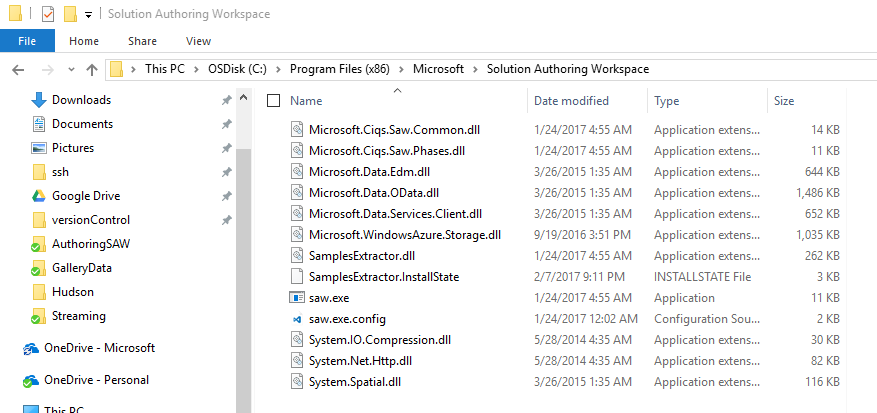 Solution Authoring Workspace
File Home Share View
This PC OSDisk (C:) Program Files (x86) Microsoft Solution Authoring Workspace
Downloads
Documents
Pictures
ssh
Google Drive
versionControl
AuthoringSAW
GalleryData
Hudson
Streaming
OneDrive - Microsoft
OneDrive - Personal
This PC
Name Date modified Type Size
Microsoft.Ciqs.Saw.Common.dll 1/24/2017 4:55 AM Application extens... 14 KB
Microsoft.Ciqs.Saw.Phases.dll 1/24/2017 4:55 AM Application extens... 11 KB
Microsoft.Data.Edm.dll 3/26/2015 1:35 AM Application extens... 644 KB
Microsoft.Data.OData.dll 3/26/2015 1:35 AM Application extens... 1,486 KB
Microsoft.Data.Services.Client.dll 3/26/2015 1:35 AM Application extens... 652 KB
Microsoft.WindowsAzure.Storage.dll 9/19/2016 3:51 PM Application extens... 1,035 KB
SamplesExtractor.dll 1/24/2017 4:55 AM Application extens... 262 KB
SamplesExtractor.InstallState 2/7/2017 9:11 PM INSTALLSTATE File 3 KB
saw.exe 1/24/2017 4:55 AM Application 11 KB
saw.exe.config 1/24/2017 12:02 AM Configuration Sou... 2 KB
System.IO.Compression.dll 5/28/2014 4:35 AM Application extens... 30 KB
System.Net.Http.dll 5/28/2014 4:35 AM Application extens... 82 KB
System.Spatial.dll 3/26/2015 1:35 AM Application extens... 116 KB